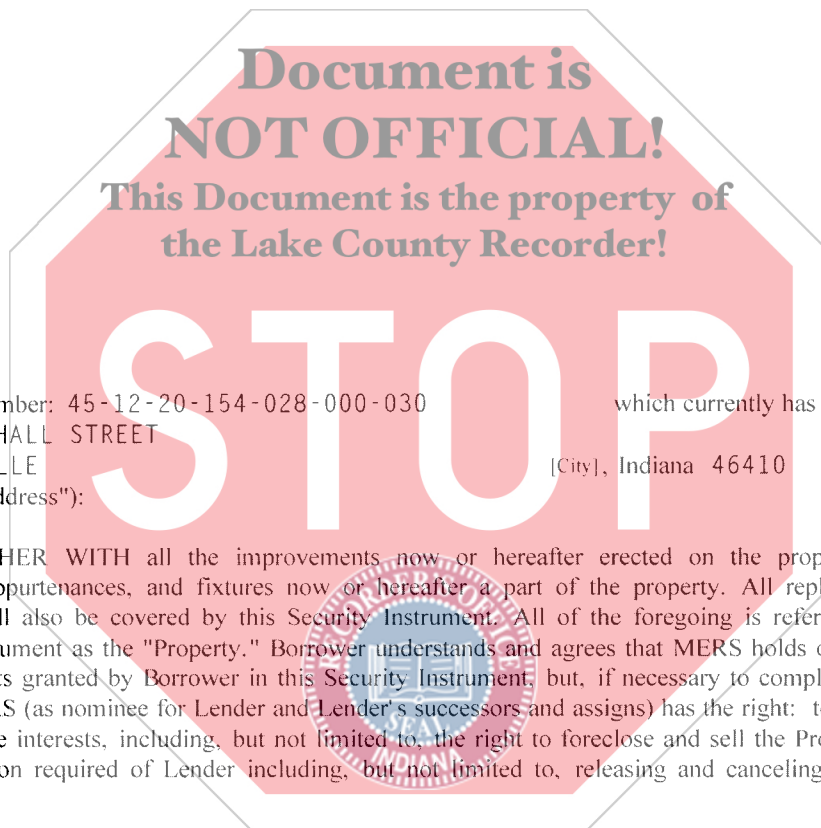 Document is
NOT OFFICIAL!
This Document is the property of
the Lake County Recorder!
STOP
mber: 45-12-20-154-028-000-030 which currently has
HALL STREET
LLE [City], Indiana 46410
ddress"):
HER WITH all the improvements now or hereafter erected on the prop
ppurtenances, and fixtures now or hereafter a part of the property. All repl
ll also be covered by this Security Instrument. All of the foregoing is refer
ument as the "Property." Borrower understands and agrees that MERS holds o
ts granted by Borrower in this Security Instrument, but, if necessary to compl
RS (as nominee for Lender and Lender's successors and assigns) has the right: t
e interests, including, but not limited to, the right to foreclose and sell the Pro
on required of Lender including, but not limited to, releasing and canceling
RECORDER'S OFFICE
SEAL
INDIANA